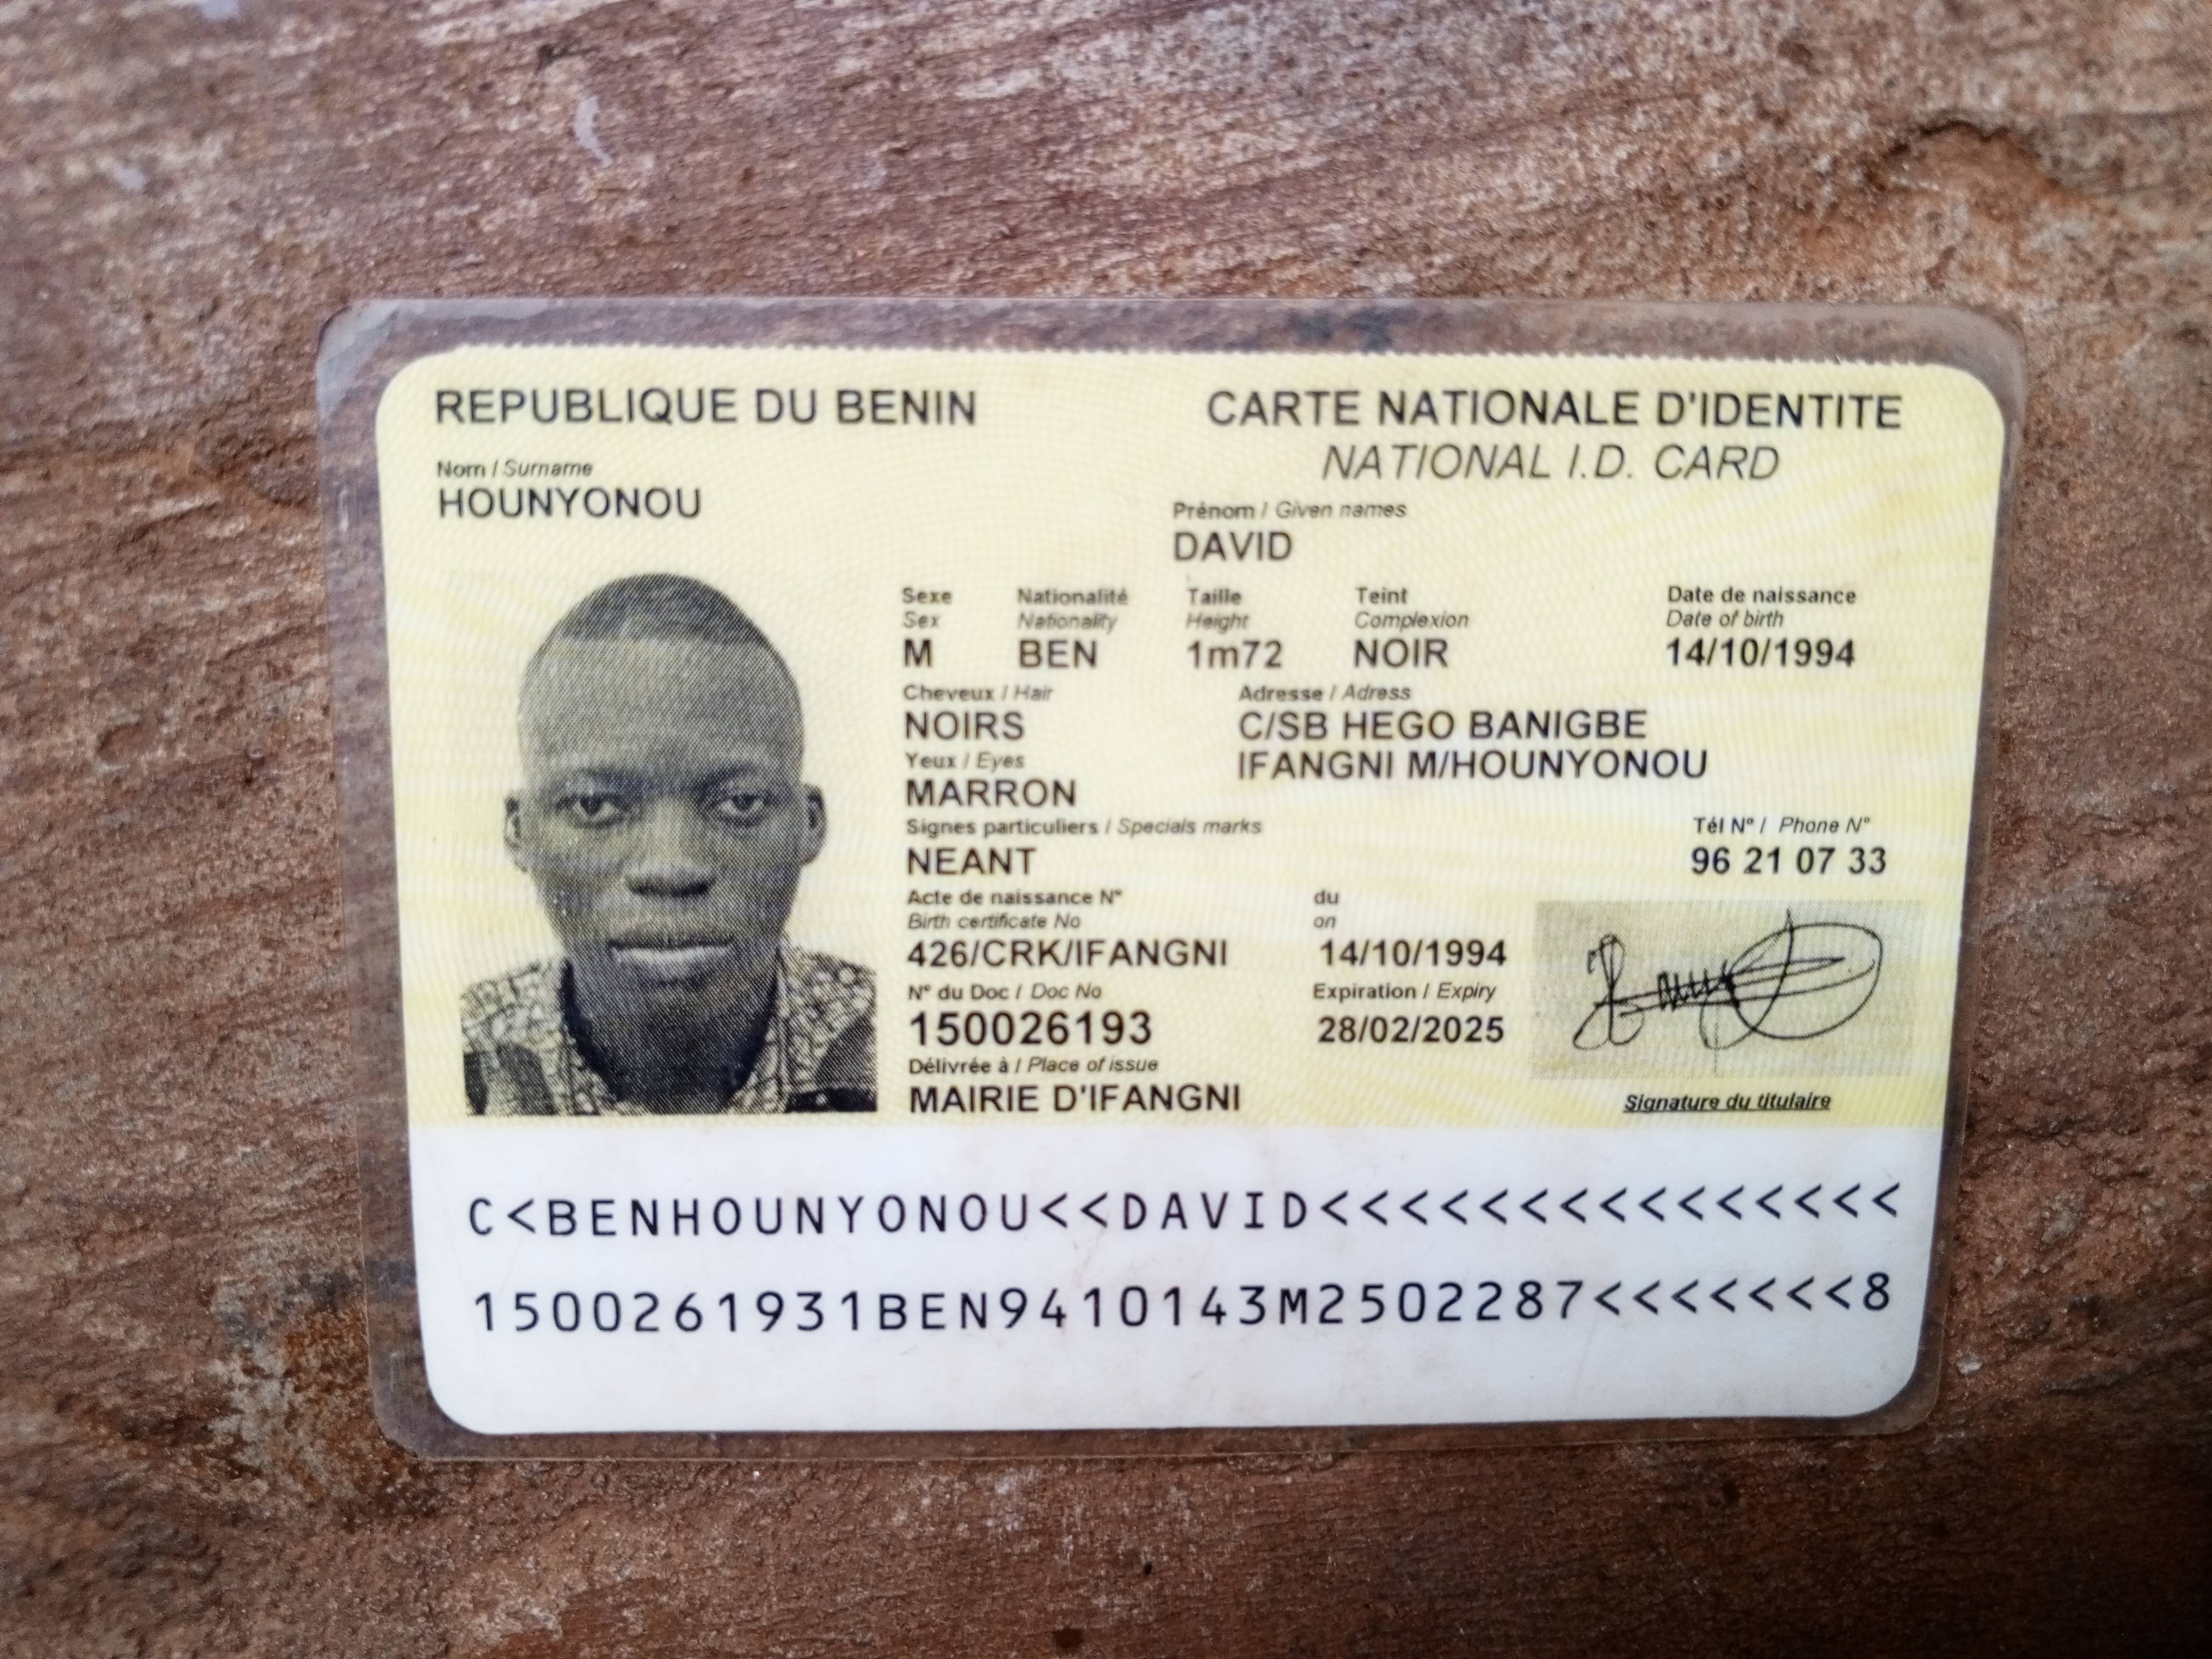 REPUBLIQUE DU BENIN
CARTE NATIONALE D'IDENTITE
NATIONAL I.D. CARD
Nom / Surname
HOUNYONOU
Prénom / Given names
DAVID
Sexe Nationalité Taille Teint Date de naissance
Sex Nationality Height Complexion Date of birth
M BEN 1m72 NOIR 14/10/1994
Cheveux / Hair Adresse / Adress
NOIRS C/SB HEGO BANIGBE
IFANGNI M/HOUNYONOU
Yeux / Eyes
MARRON
Signes particuliers / Specials marks Tél N° / Phone N°
NEANT 96 21 07 33
Acte de naissance N° du
Birth certificate No on
426/CRK/IFANGNI 14/10/1994
N° du Doc / Doc No Expiration / Expiry
150026193 28/02/2025
Délivrée à / Place of issue
MAIRIE D'IFANGNI
Signature du titulaire
C<BENHOUNYONOU<<DAVID<<<<<<<<<<<<<<<
1500261931BEN9410143M2502287<<<<<<<8